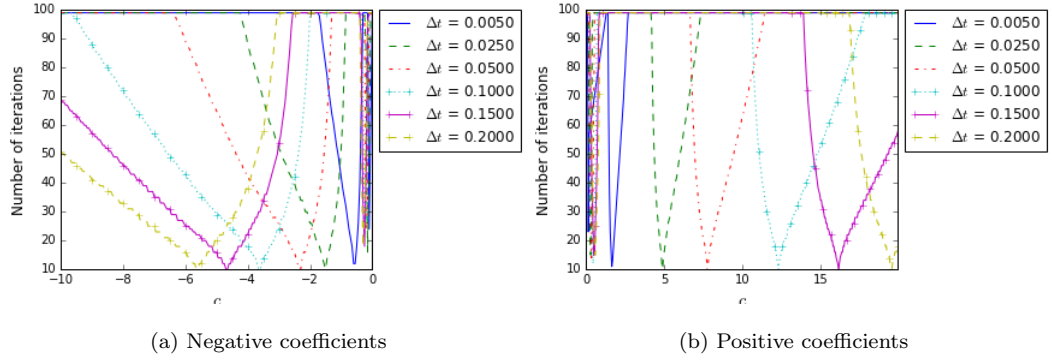 100
90
80
70
60
50
40
30
20
10
Number of iterations
−10
−8
−6
−4
−2
0
c
Δt = 0.0050
Δt = 0.0250
Δt = 0.0500
Δt = 0.1000
Δt = 0.1500
Δt = 0.2000
(a) Negative coefficients
100
90
80
70
60
50
40
30
20
10
Number of iterations
0
5
10
15
c
Δt = 0.0050
Δt = 0.0250
Δt = 0.0500
Δt = 0.1000
Δt = 0.1500
Δt = 0.2000
(b) Positive coefficients